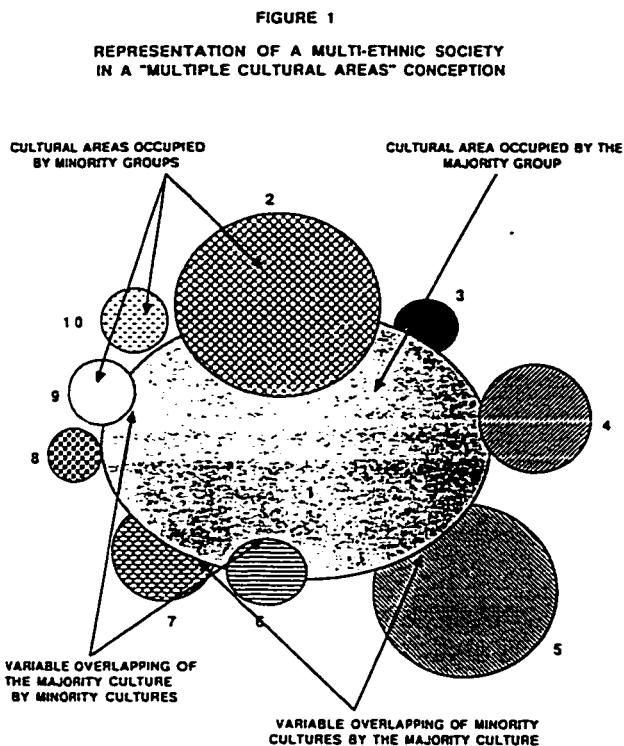 FIGURE 1
REPRESENTATION OF A MULTI-ETHNIC SOCIETY
IN A "MULTIPLE CULTURAL AREAS" CONCEPTION
CULTURAL AREAS OCCUPIED
BY MINORITY GROUPS
CULTURAL AREA OCCUPIED BY THE
MAJORITY GROUP
2
3
10
9
4
8
1
7
6
5
VARIABLE OVERLAPPING OF
THE MAJORITY CULTURE
BY MINORITY CULTURES
VARIABLE OVERLAPPING OF MINORITY
CULTURES BY THE MAJORITY CULTURE